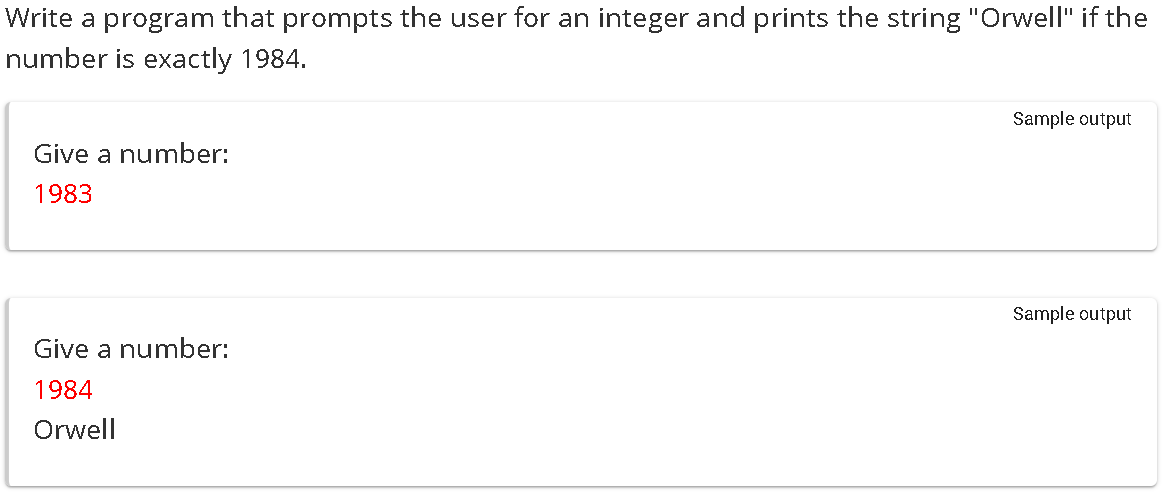 Write a program that prompts the user for an integer and prints the string "Orwell" if the
number is exactly 1984.
Sample output
Give a number:
1983
Sample output
Give a number:
1984
Orwell